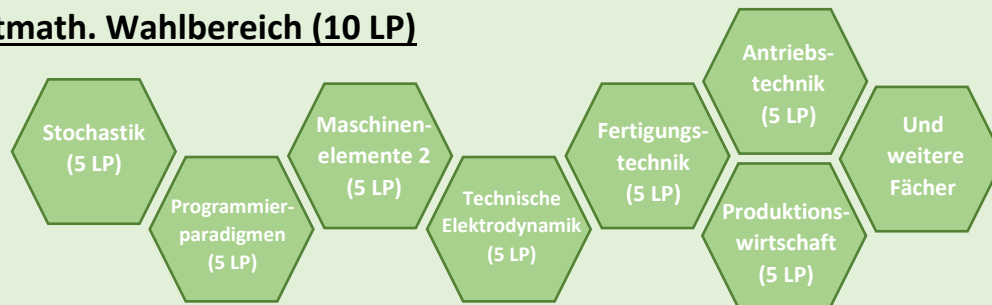 tmath. Wahlbereich (10 LP)
Stochastik
(5 LP)
Programmier-
paradigmen
(5 LP)
Maschinen-
elemente 2
(5 LP)
Technische
Elektrodynamik
(5 LP)
Fertigungs-
technik
(5 LP)
Antriebs-
technik
(5 LP)
Produktions-
wirtschaft
(5 LP)
Und
weitere
Fächer